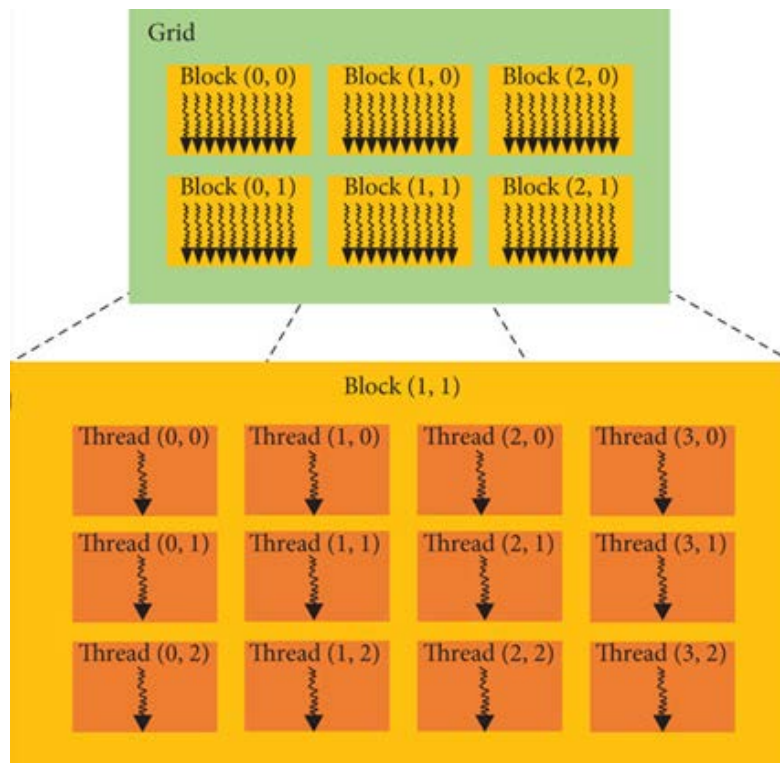 Grid
Block (0, 0) Block (1, 0) Block (2, 0)
Block (0, 1) Block (1, 1) Block (2, 1)
Block (1, 1)
Thread (0, 0) Thread (1, 0) Thread (2, 0) Thread (3, 0)
Thread (0, 1) Thread (1, 1) Thread (2, 1) Thread (3, 1)
Thread (0, 2) Thread (1, 2) Thread (2, 2) Thread (3, 2)